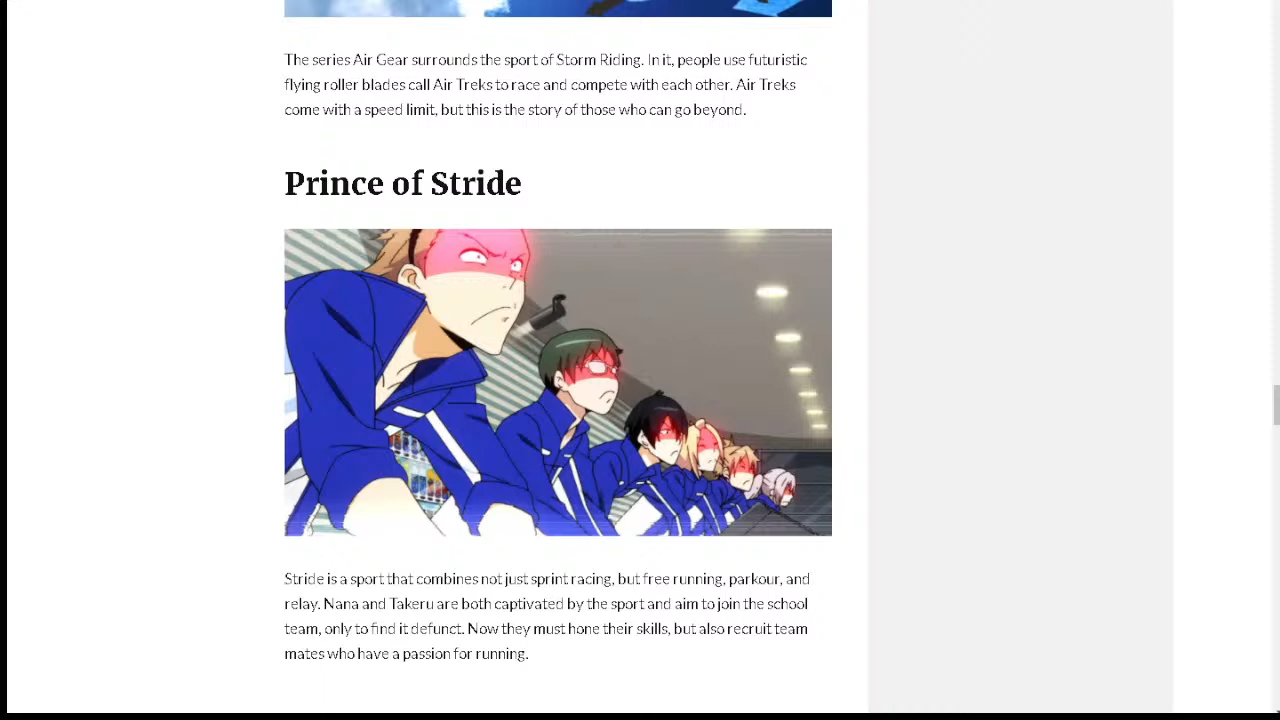 The series Air Gear surrounds the sport of Storm Riding. In it, people use futuristic
flying roller blades call Air Treks to race and compete with each other. Air Treks
come with a speed limit, but this is the story of those who can go beyond.
Prince of Stride
Stride is a sport that combines not just sprint racing, but free running, parkour, and
relay. Nana and Takeru are both captivated by the sport and aim to join the school
team, only to find it defunct. Now they must hone their skills, but also recruit team
mates who have a passion for running.